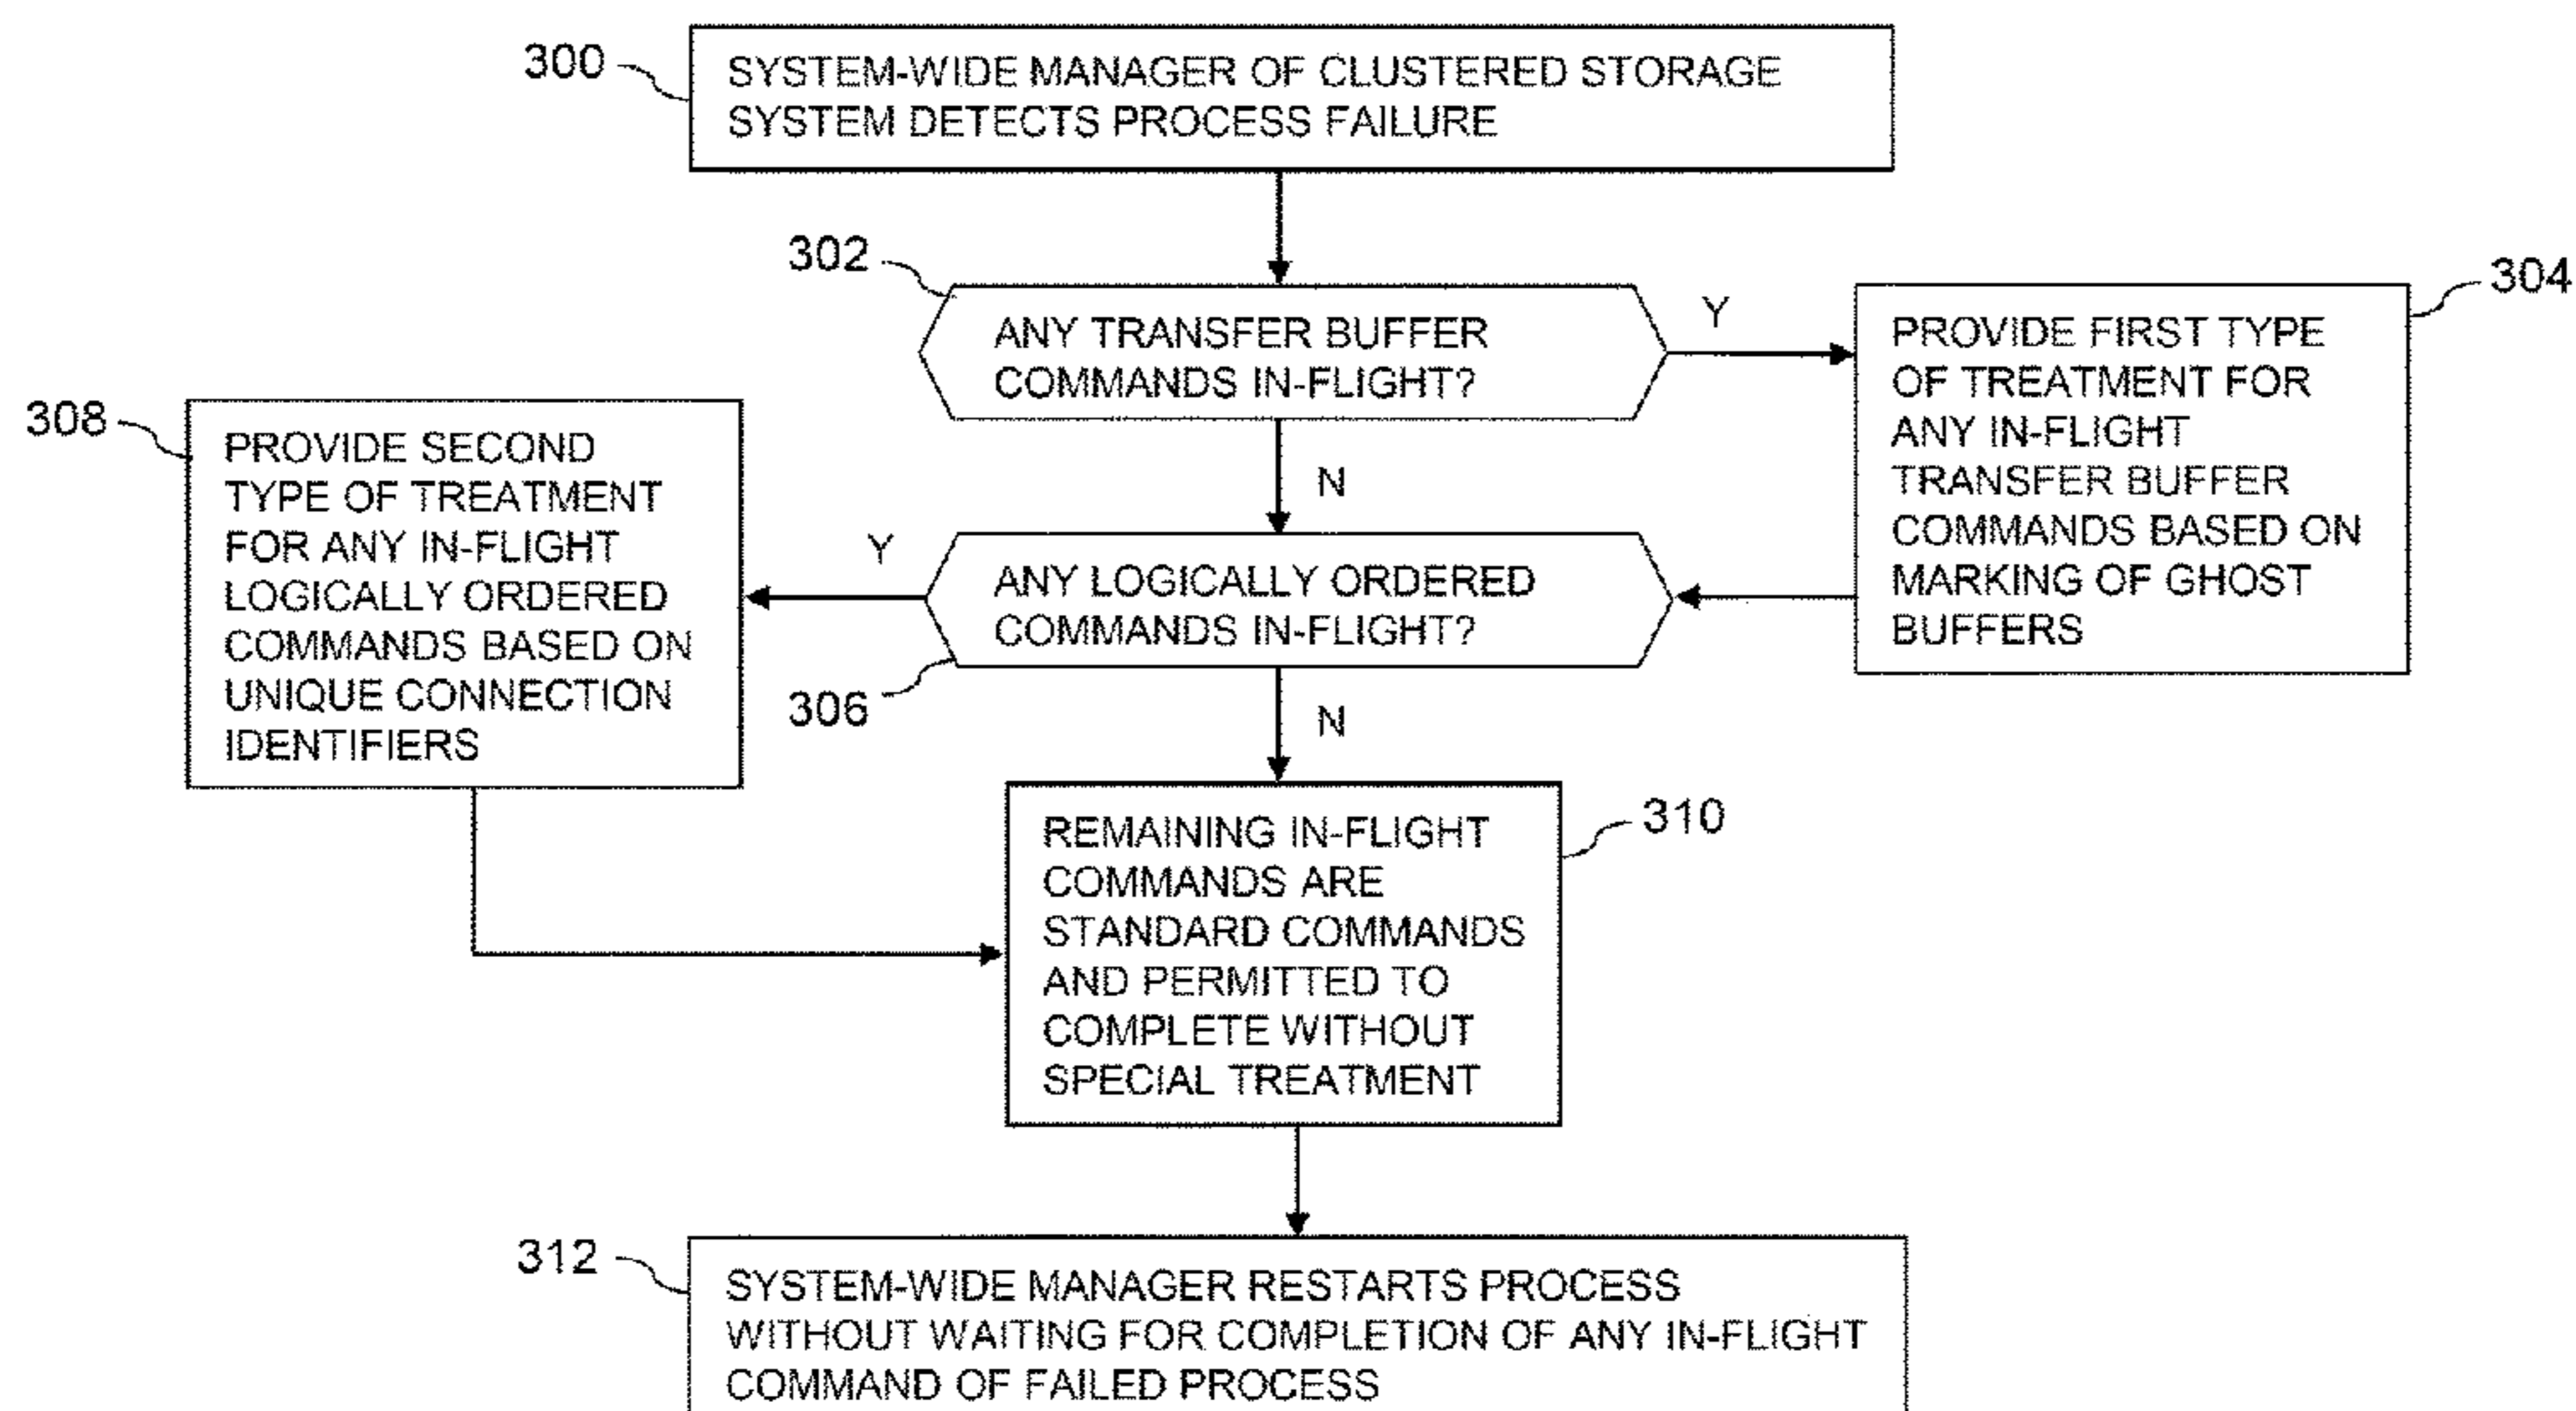 300
SYSTEM-WIDE MANAGER OF CLUSTERED STORAGE
SYSTEM DETECTS PROCESS FAILURE
302
ANY TRANSFER BUFFER
COMMANDS IN-FLIGHT?
Y
N
304
PROVIDE FIRST TYPE
OF TREATMENT FOR
ANY IN-FLIGHT
TRANSFER BUFFER
COMMANDS BASED ON
MARKING OF GHOST
BUFFERS
306
ANY LOGICALLY ORDERED
COMMANDS IN-FLIGHT?
Y
N
308
PROVIDE SECOND
TYPE OF TREATMENT
FOR ANY IN-FLIGHT
LOGICALLY ORDERED
COMMANDS BASED ON
UNIQUE CONNECTION
IDENTIFIERS
310
REMAINING IN-FLIGHT
COMMANDS ARE
STANDARD COMMANDS
AND PERMITTED TO
COMPLETE WITHOUT
SPECIAL TREATMENT
312
SYSTEM-WIDE MANAGER RESTARTS PROCESS
WITHOUT WAITING FOR COMPLETION OF ANY IN-FLIGHT
COMMAND OF FAILED PROCESS